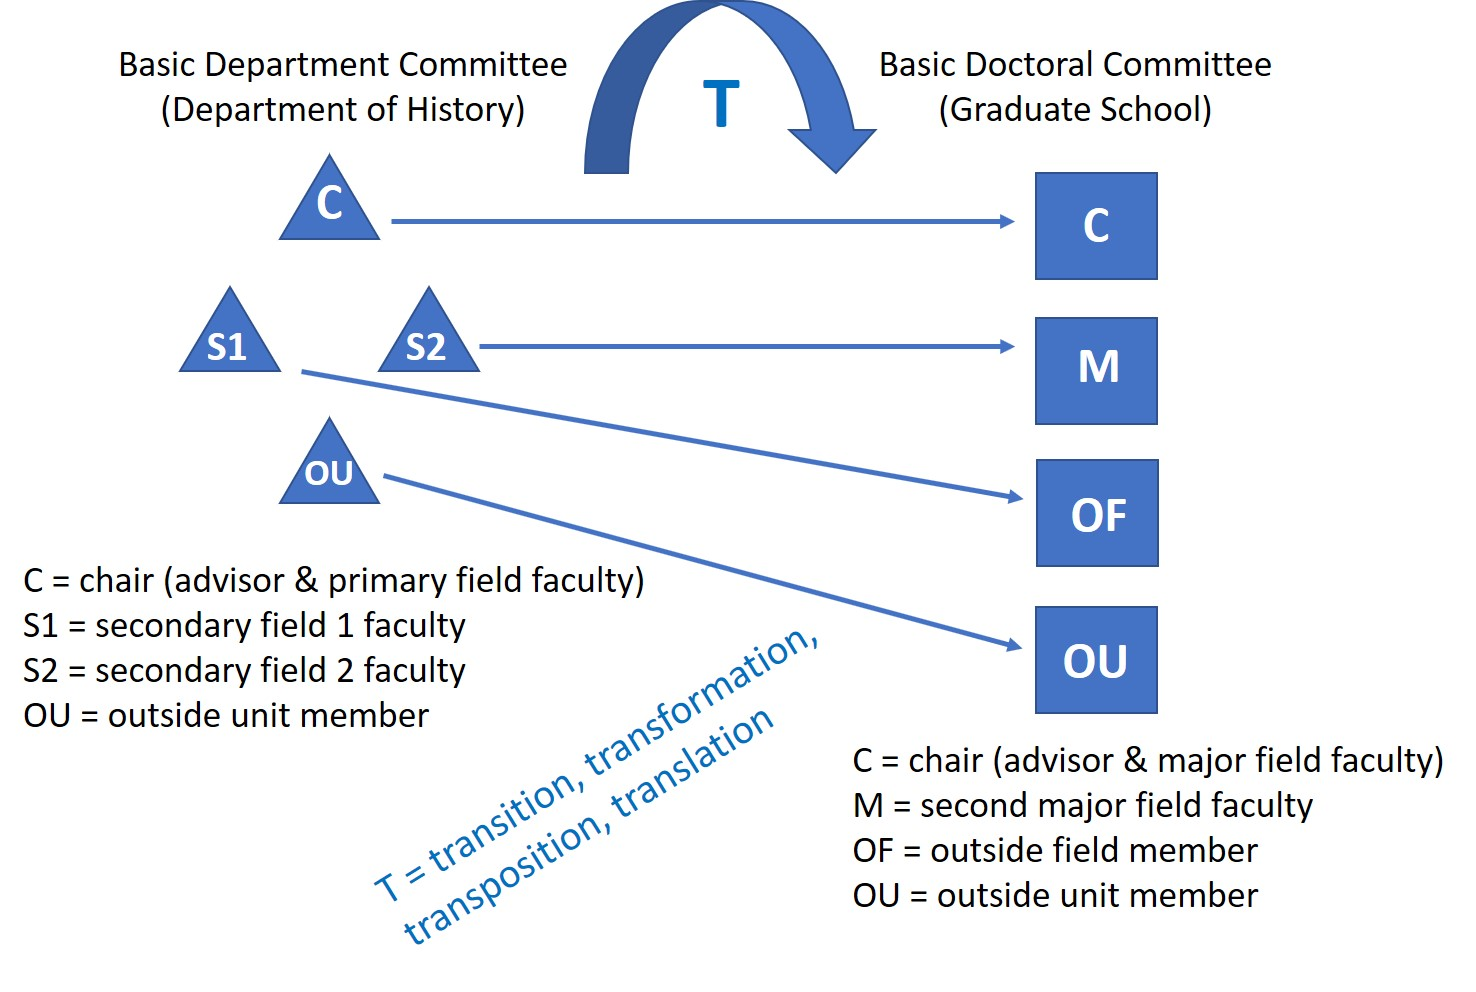 Basic Department Committee
(Department of History)
T
Basic Doctoral Committee
(Graduate School)
C
C
S1
S2
M
OU
OF
OU
C = chair (advisor & primary field faculty)
S1 = secondary field 1 faculty
S2 = secondary field 2 faculty
OU = outside unit member
T = transition, transformation,
transposition, translation
C = chair (advisor & major field faculty)
M = second major field faculty
OF = outside field member
OU = outside unit member